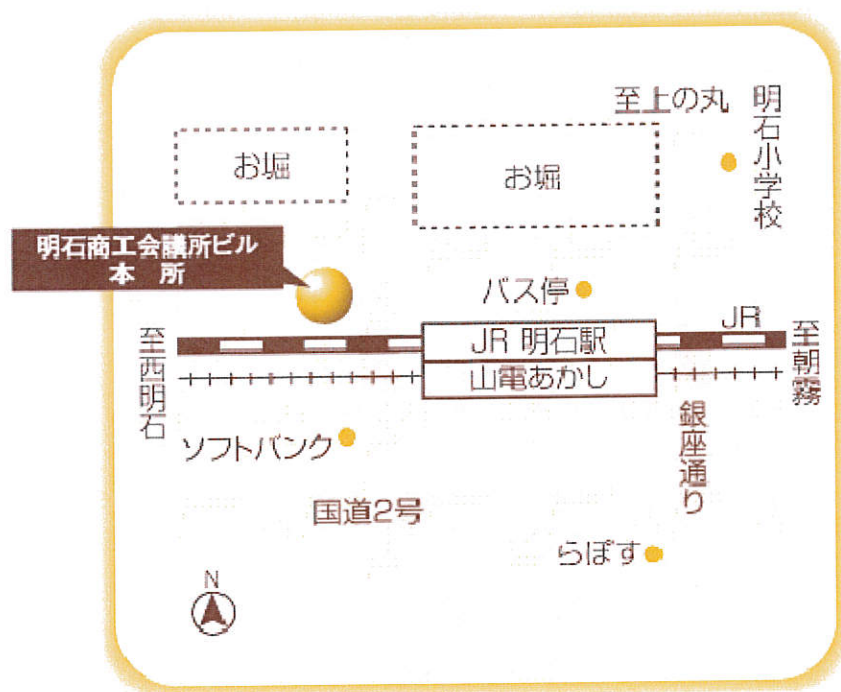 至上の丸
明石小学校
お堀
お堀
明石商工会議所ビル
本 所
バス停
JR
至西明石
JR 明石駅
山電あかし
至朝霧
銀座通り
ソフトバンク
国道2号
らぽす
N